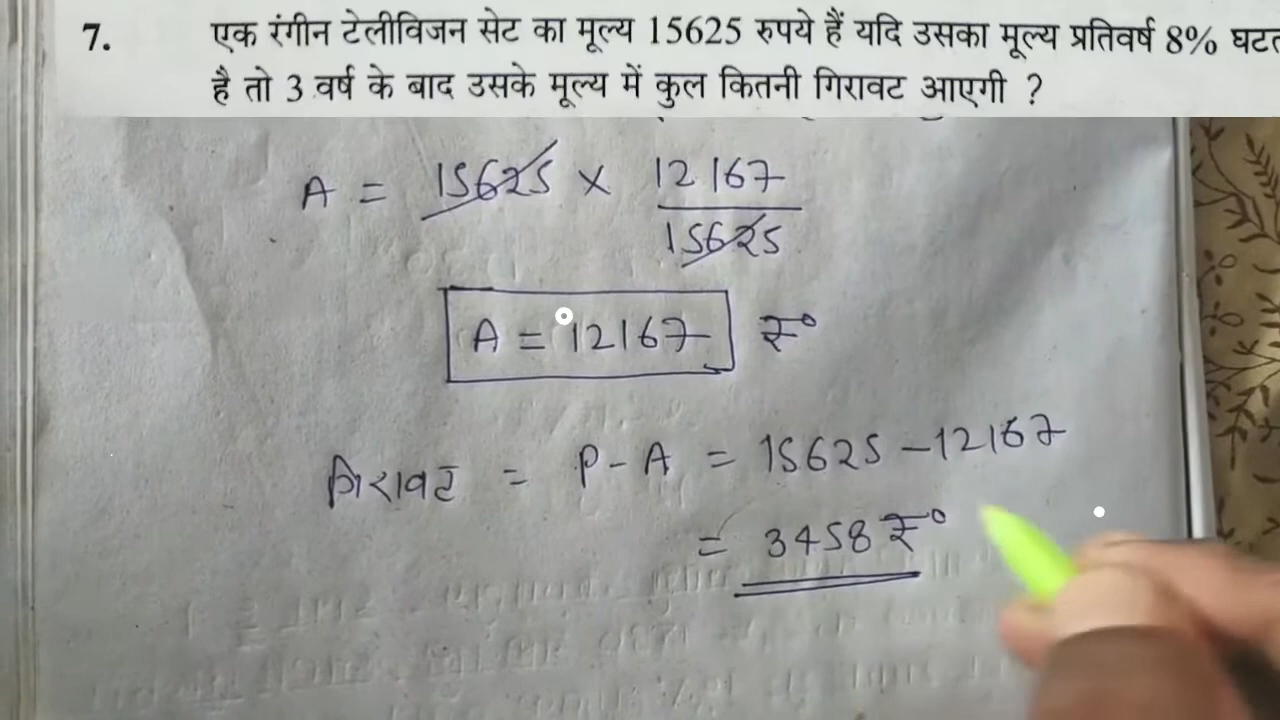 7. एक रंगीन टेलीविजन सेट का मूल्य 15625 रुपये हैं यदि उसका मूल्य प्रतिवर्ष 8% घटत
है तो 3 वर्ष के बाद उसके मूल्य में कुल कितनी गिरावट आएगी ?
A = 15625 × 12167
15625
A = 12167 रु०
गिरावट = P - A = 15625 - 12167
= 3458 रु०